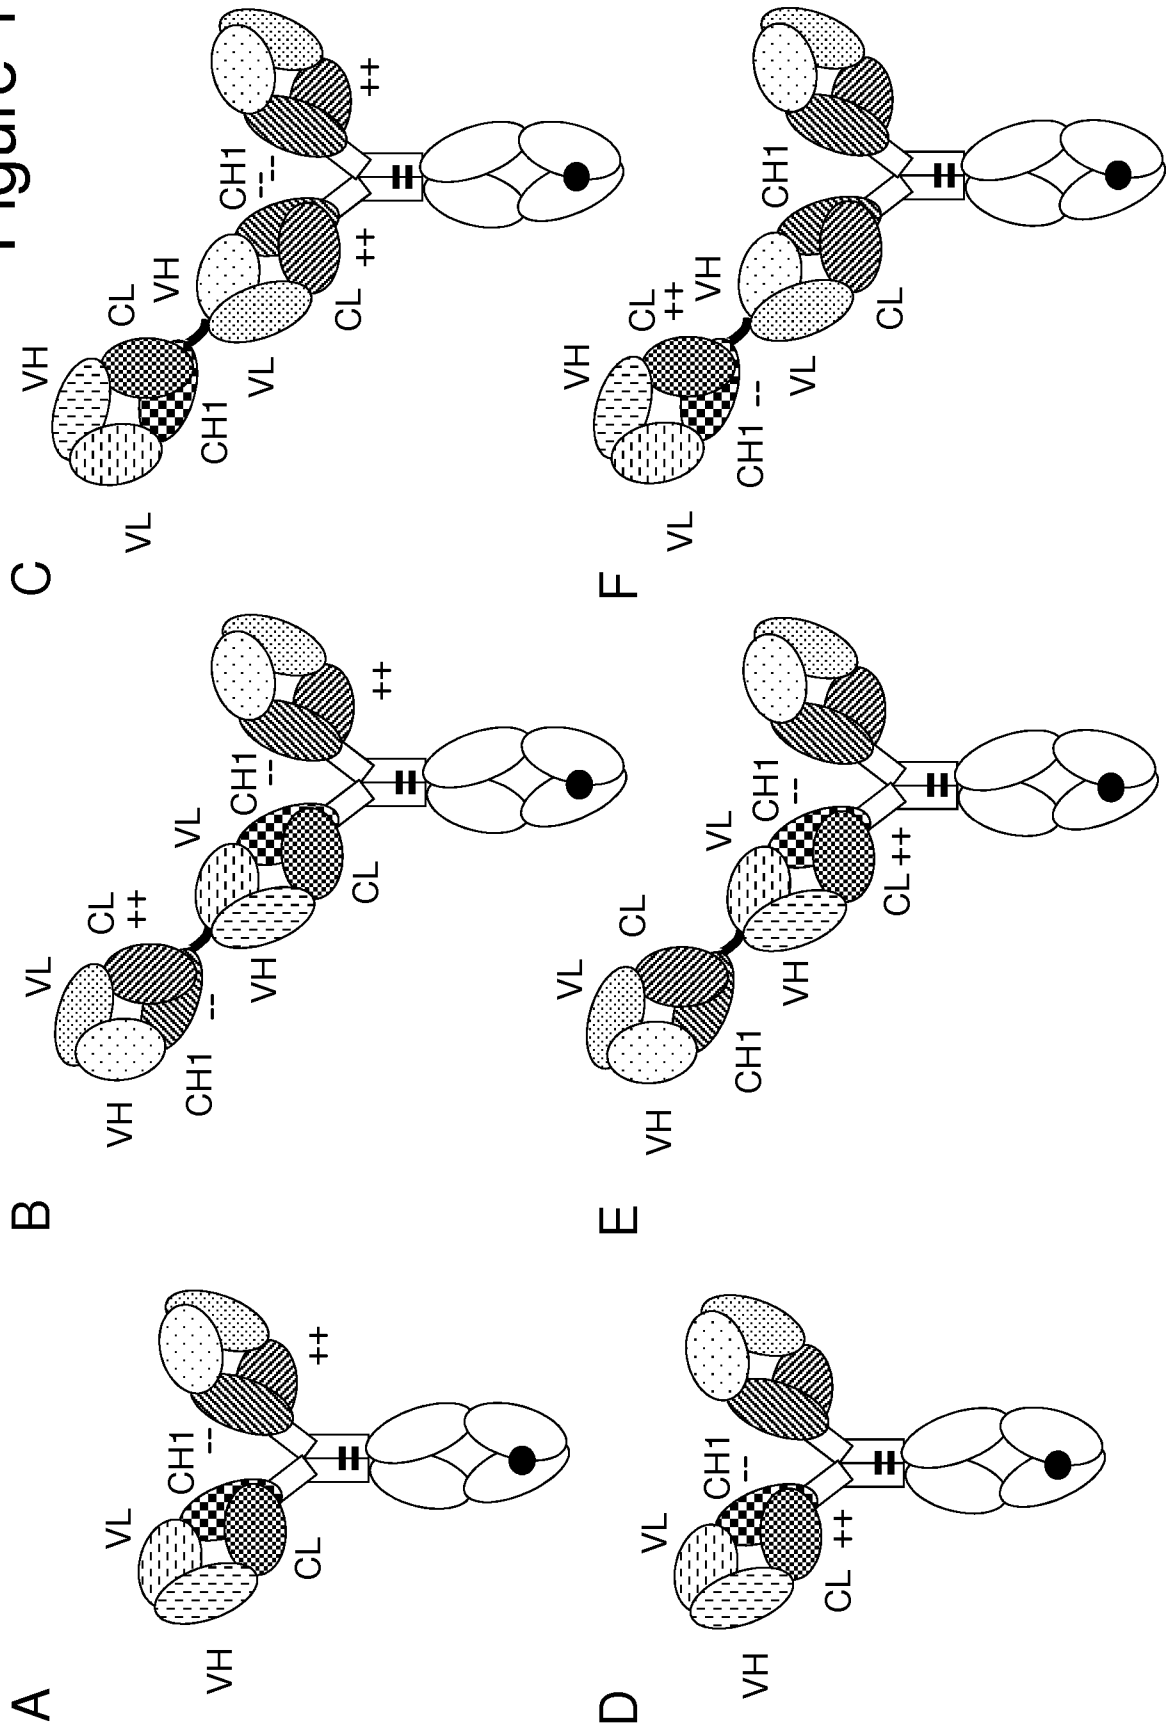 Figure
A
VL
CH1
--
++
CL
VH
B
VL
CL
++
VH
CH1
--
VL
CH1
--
++
VH
CL
C
VH
CL
VH
CH1
--
--
++
VL
CH1
VL
CL
++
D
VL
CH1
--
VH
CL ++
E
VL
CL
VH
CH1
VL
CH1
--
VH
CL ++
F
VH
CL
++
VH
CH1
VL
CH1 --
VL
CL